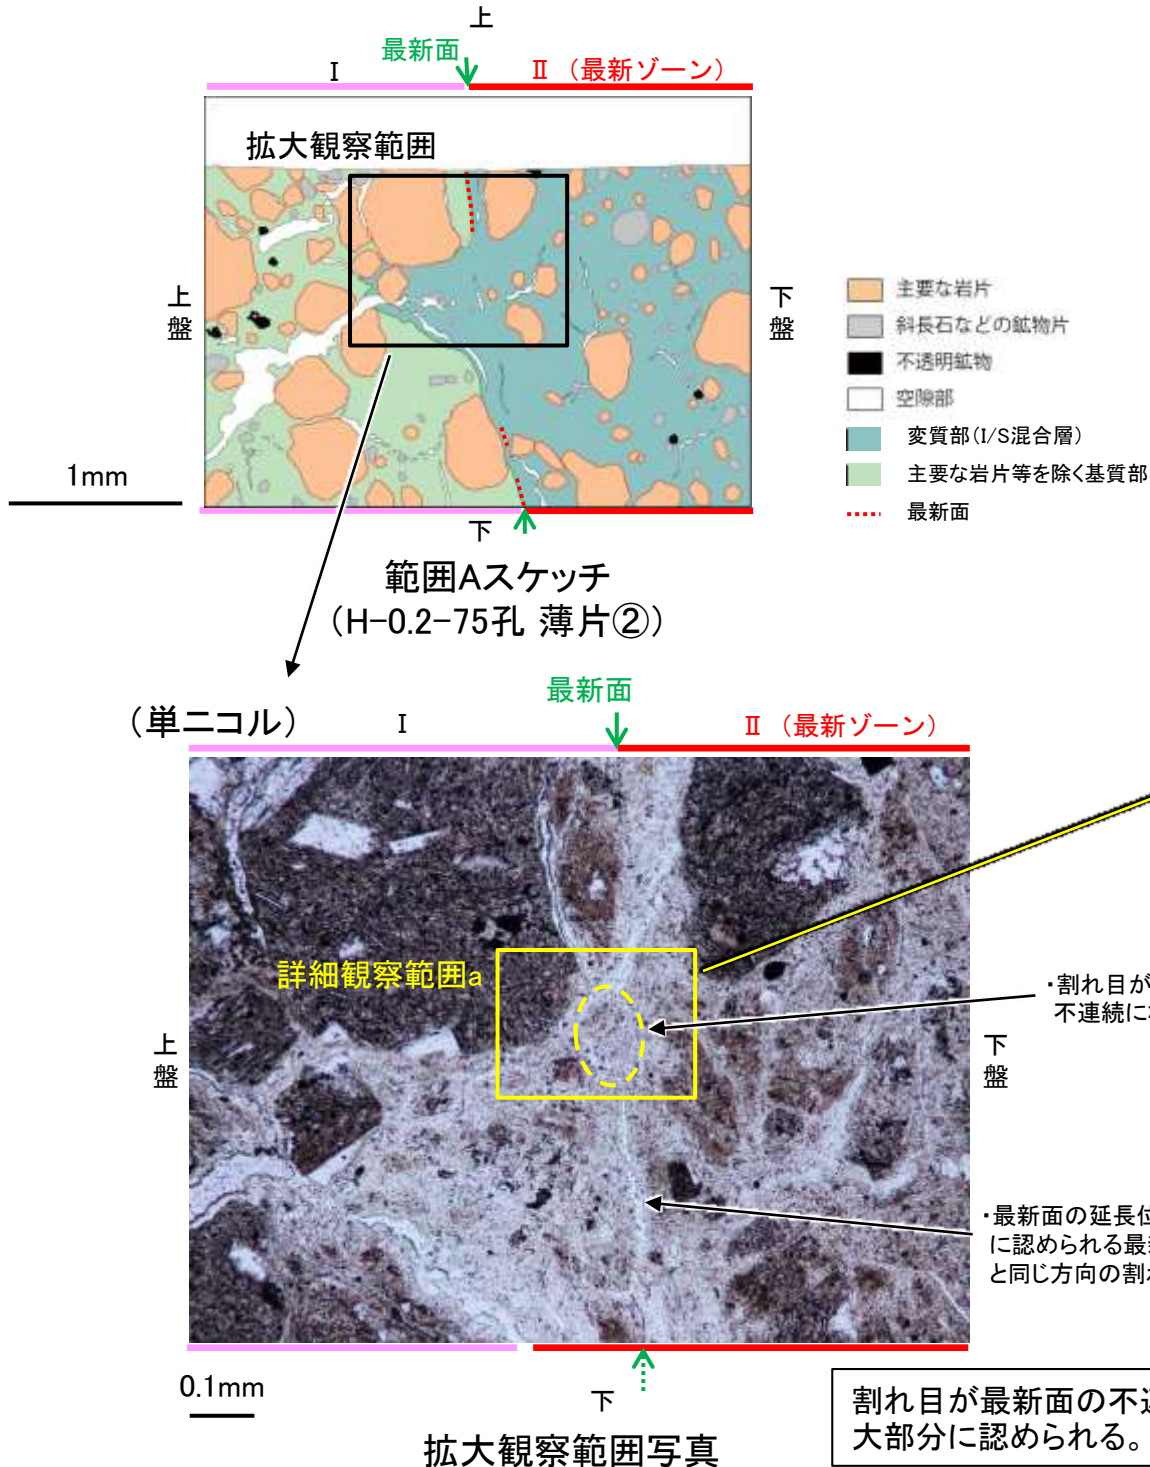 上
最新面
Ⅰ
Ⅱ （最新ゾーン）
拡大観察範囲
上
盤
下
盤
主要な岩片
斜長石などの鉱物片
不透明鉱物
空隙部
変質部（I/S混合層）
主要な岩片等を除く基質部
最新面
1mm
下
範囲Aスケッチ
（H-0.2-75孔 薄片②）
最新面
（単ニコル）
Ⅰ
Ⅱ （最新ゾーン）
詳細観察範囲a
・割れ目が
不連続に
上
盤
下
盤
・最新面の延長位
に認められる最
と同じ方向の割
0.1mm
下
拡大観察範囲写真
割れ目が最新面の不
大部分に認められる。